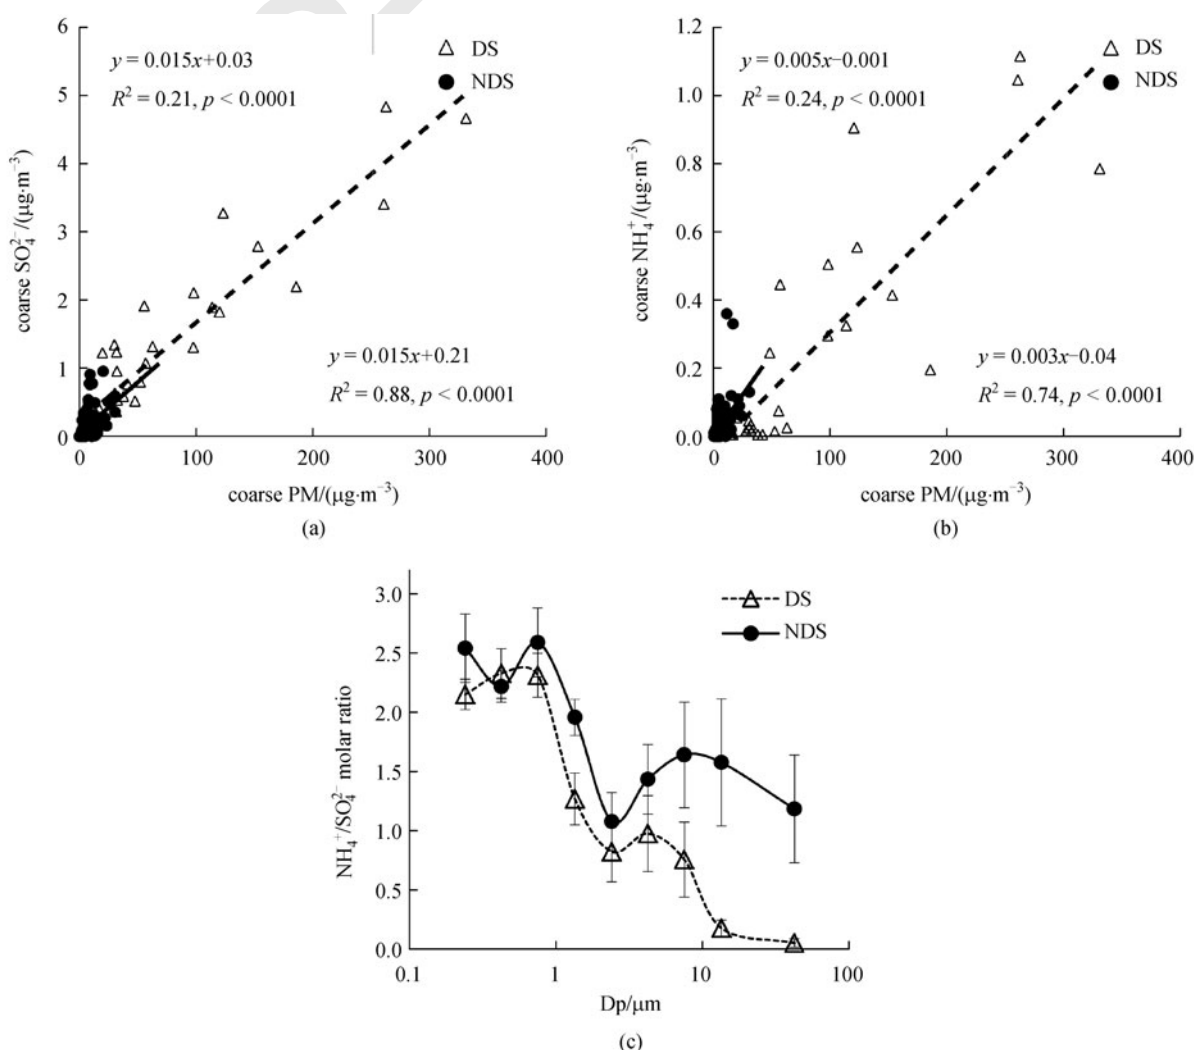 6
5
4
3
2
1
0
0
100
200
300
400
coarse SO₄²⁻/(μg·m⁻³)
coarse PM/(μg·m⁻³)
y = 0.015x+0.03
R² = 0.21, p < 0.0001
DS
NDS
y = 0.015x+0.21
R² = 0.88, p < 0.0001
(a)
1.2
1.0
0.8
0.6
0.4
0.2
0.0
0
100
200
300
400
coarse NH₄⁺/(μg·m⁻³)
coarse PM/(μg·m⁻³)
y = 0.005x−0.001
R² = 0.24, p < 0.0001
DS
NDS
y = 0.003x−0.04
R² = 0.74, p < 0.0001
(b)
3.0
2.5
2.0
1.5
1.0
0.5
0.0
0.1
1
10
100
NH₄⁺/SO₄²⁻ molar ratio
Dp/μm
DS
NDS
(c)